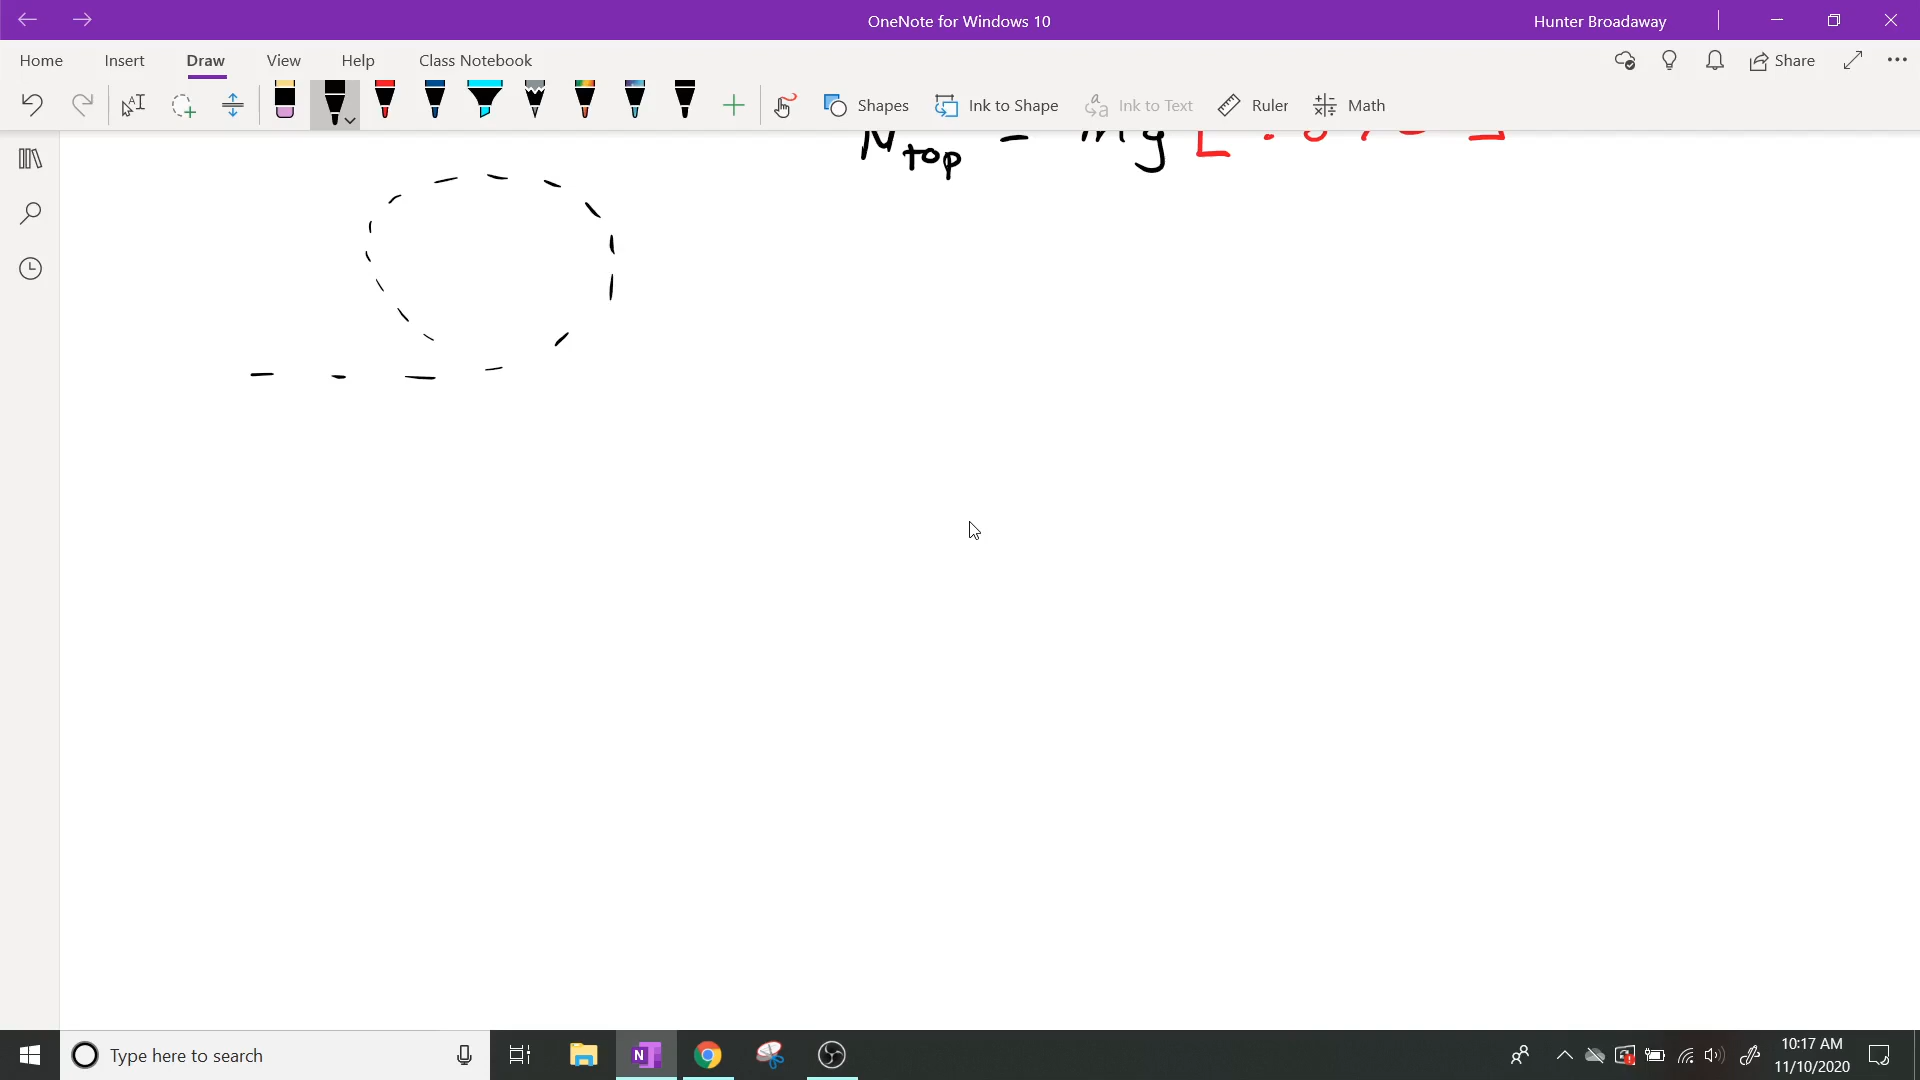 OneNote for Windows 10
Hunter Broadaway
Home Insert Draw View Help Class Notebook
Share
Shapes Ink to Shape Ink to Text Ruler Math
N top = mg
Type here to search
10:17 AM
11/10/2020